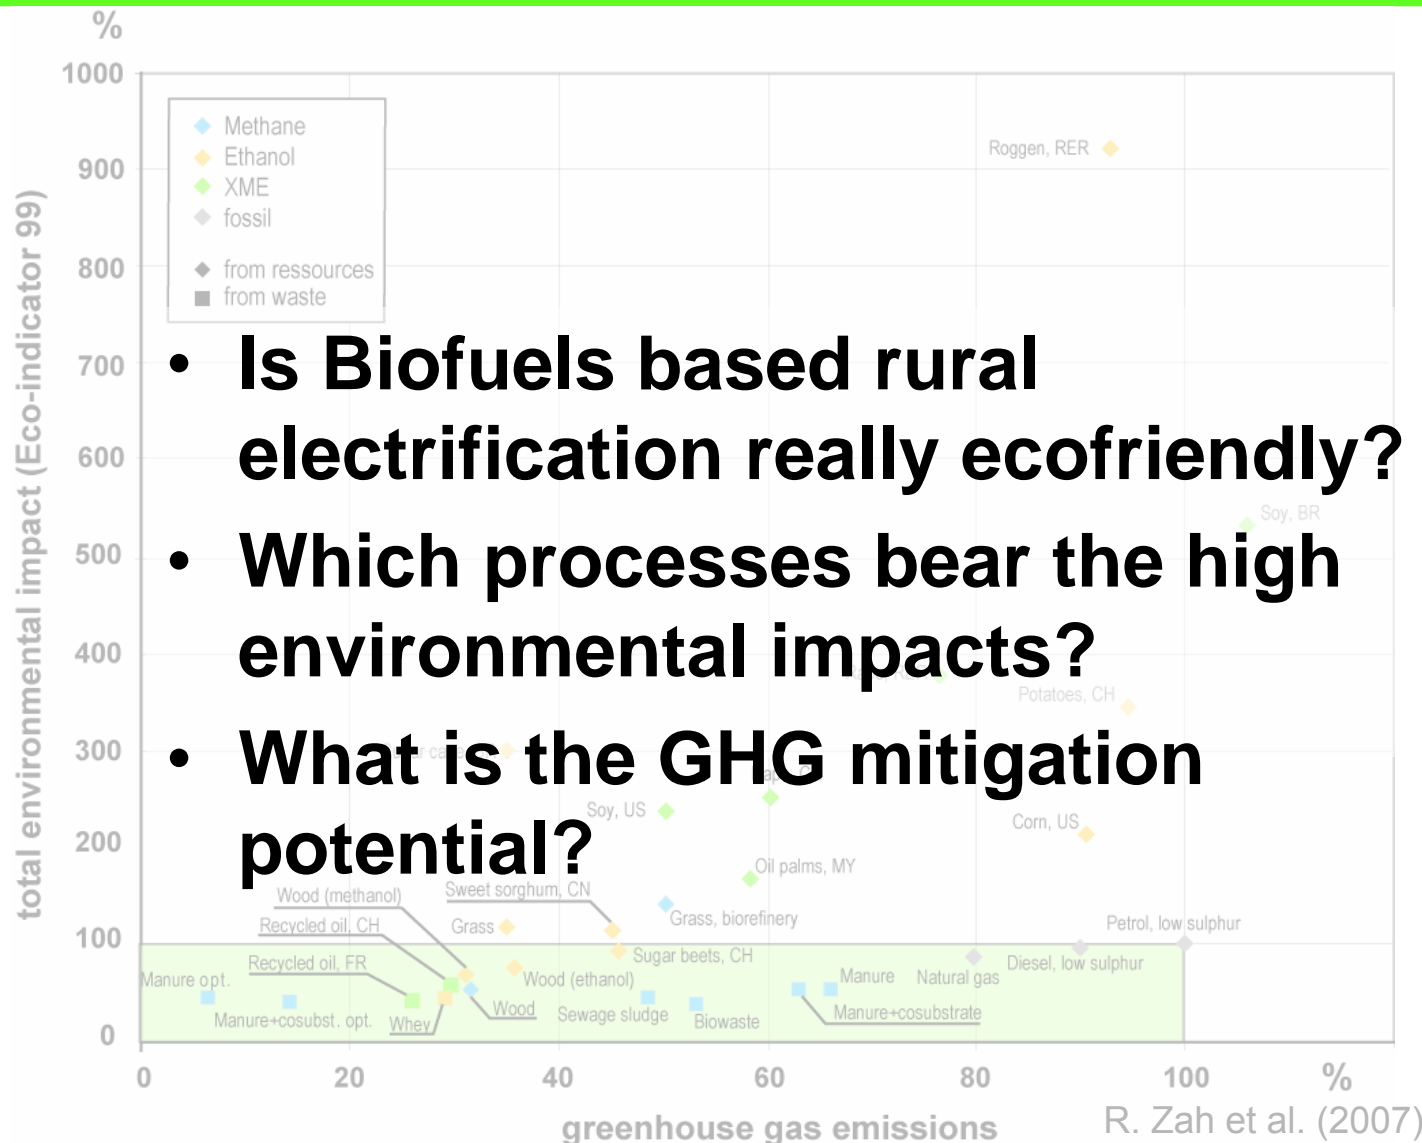 %
1000
900
800
700
600
500
400
300
200
100
0
total environmental impact (Eco-indicator 99)
Methane
Ethanol
XME
fossil
from ressources
from waste
Roggen, RER
• Is Biofuels based rural
electrification really ecofriendly?
Soy, BR
• Which processes bear the high
environmental impacts?
Potatoes, CH
• What is the GHG mitigation
potential?
Soy, US
Corn, US
Oil palms, MY
Wood (methanol)
Sweet sorghum, CN
Recycled oil, CH
Grass
Grass, biorefinery
Petrol, low sulphur
Recycled oil, FR
Sugar beets, CH
Diesel, low sulphur
Manure opt.
Wood (ethanol)
Manure
Natural gas
Manure+cosubst. opt.
Whey
Wood
Sewage sludge
Biowaste
Manure+cosubstrate
0
20
40
60
80
100
%
greenhouse gas emissions
R. Zah et al. (2007)